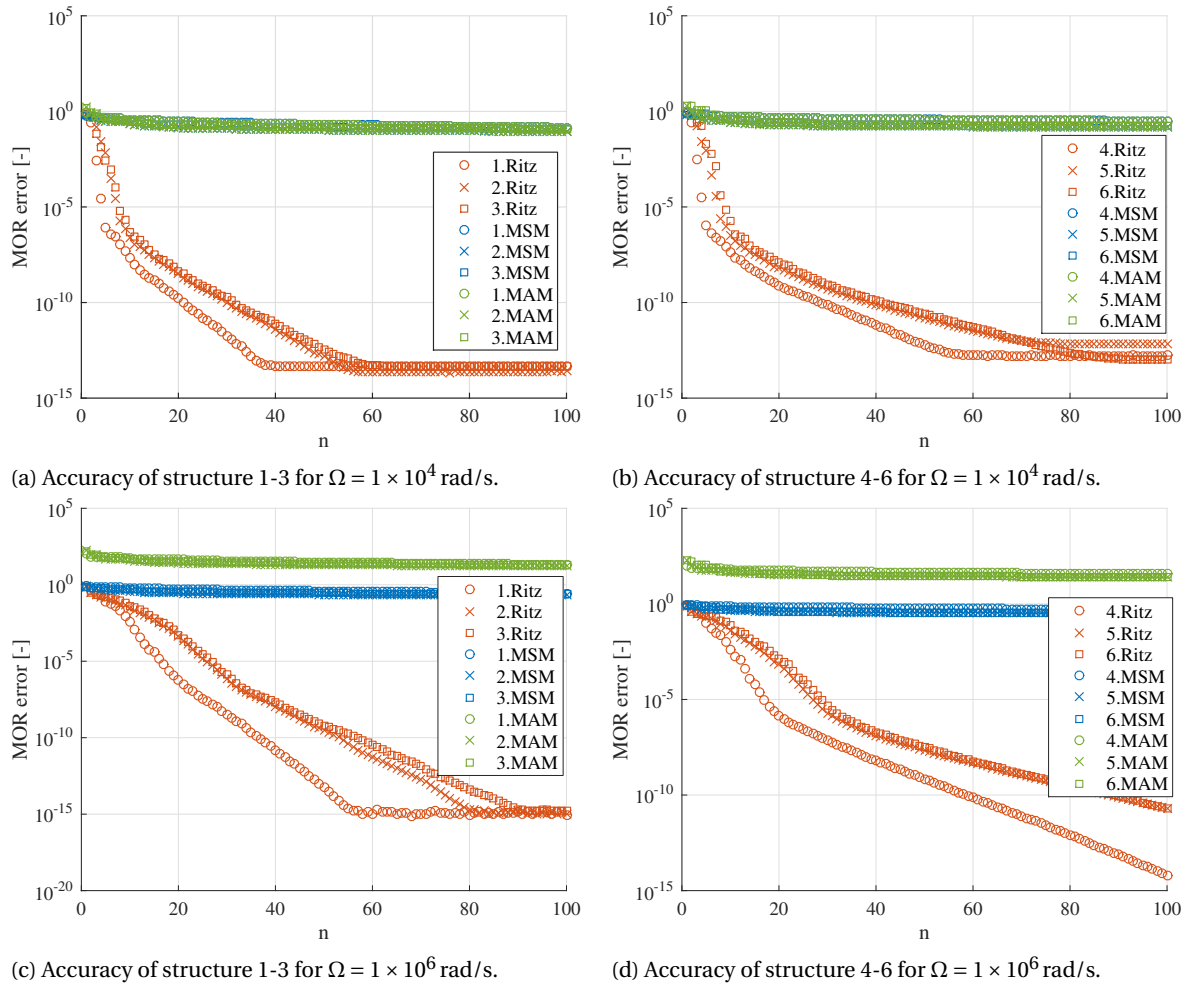 10^5
10^0
10^-5
10^-10
10^-15
MOR error [-]
0 20 40 60 80 100
n
1.Ritz
2.Ritz
3.Ritz
1.MSM
2.MSM
3.MSM
1.MAM
2.MAM
3.MAM
(a) Accuracy of structure 1-3 for Ω = 1 × 10^4 rad/s.
10^5
10^0
10^-5
10^-10
10^-15
MOR error [-]
0 20 40 60 80 100
n
4.Ritz
5.Ritz
6.Ritz
4.MSM
5.MSM
6.MSM
4.MAM
5.MAM
6.MAM
(b) Accuracy of structure 4-6 for Ω = 1 × 10^4 rad/s.
10^5
10^0
10^-5
10^-10
10^-15
10^-20
MOR error [-]
0 20 40 60 80 100
n
1.Ritz
2.Ritz
3.Ritz
1.MSM
2.MSM
3.MSM
1.MAM
2.MAM
3.MAM
(c) Accuracy of structure 1-3 for Ω = 1 × 10^6 rad/s.
10^5
10^0
10^-5
10^-10
10^-15
MOR error [-]
0 20 40 60 80 100
n
4.Ritz
5.Ritz
6.Ritz
4.MSM
5.MSM
6.MSM
4.MAM
5.MAM
6.MAM
(d) Accuracy of structure 4-6 for Ω = 1 × 10^6 rad/s.